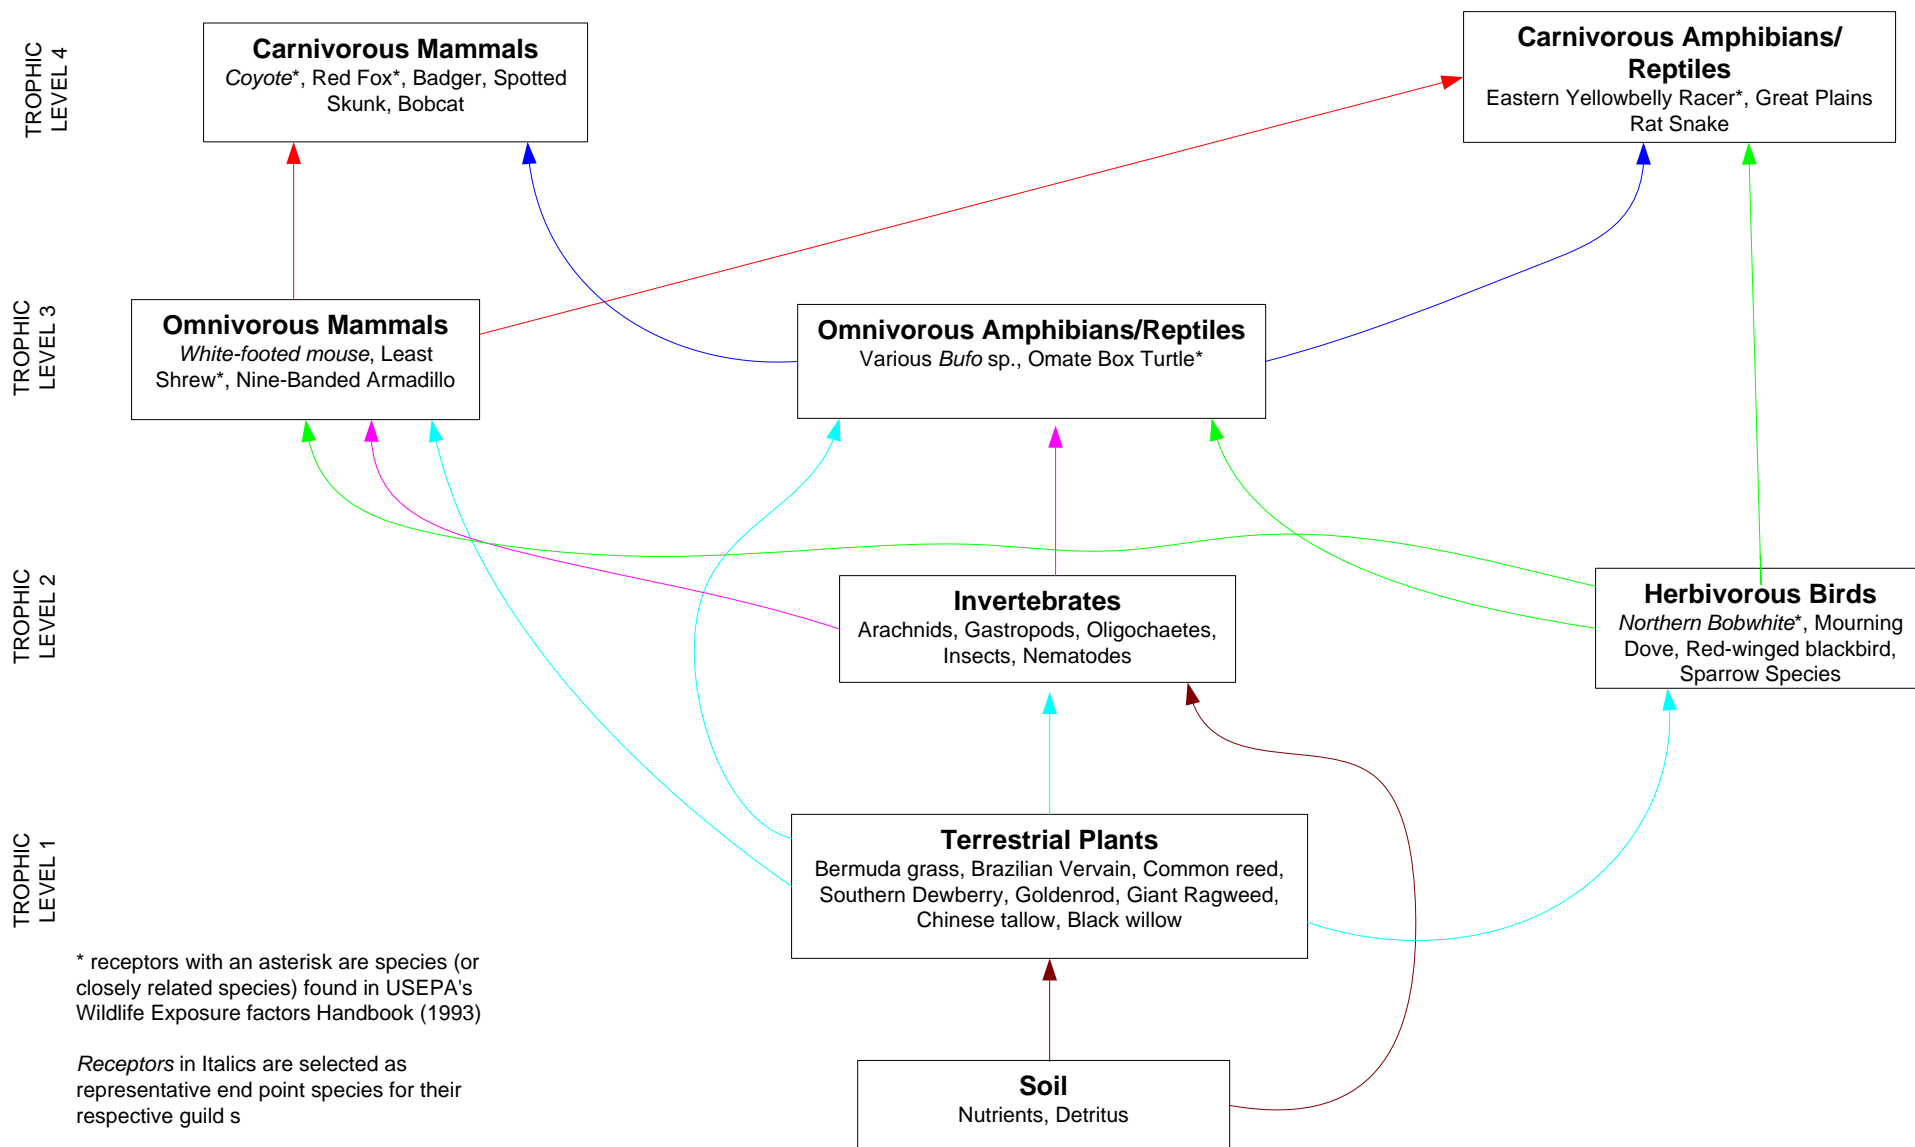 TROPHIC
LEVEL 4
Carnivorous Mammals
Coyote*, Red Fox*, Badger, Spotted
Skunk, Bobcat
Carnivorous Amphibians/
Reptiles
Eastern Yellowbelly Racer*, Great Plains
Rat Snake
TROPHIC
LEVEL 3
Omnivorous Mammals
White-footed mouse, Least
Shrew*, Nine-Banded Armadillo
Omnivorous Amphibians/Reptiles
Various Bufo sp., Omate Box Turtle*
TROPHIC
LEVEL 2
Invertebrates
Arachnids, Gastropods, Oligochaetes,
Insects, Nematodes
Herbivorous Birds
Northern Bobwhite*, Mourning
Dove, Red-winged blackbird,
Sparrow Species
TROPHIC
LEVEL 1
Terrestrial Plants
Bermuda grass, Brazilian Vervain, Common reed,
Southern Dewberry, Goldenrod, Giant Ragweed,
Chinese tallow, Black willow
* receptors with an asterisk are species (or
closely related species) found in USEPA's
Wildlife Exposure factors Handbook (1993)
Receptors in Italics are selected as
representative end point species for their
respective guild s
Soil
Nutrients, Detritus